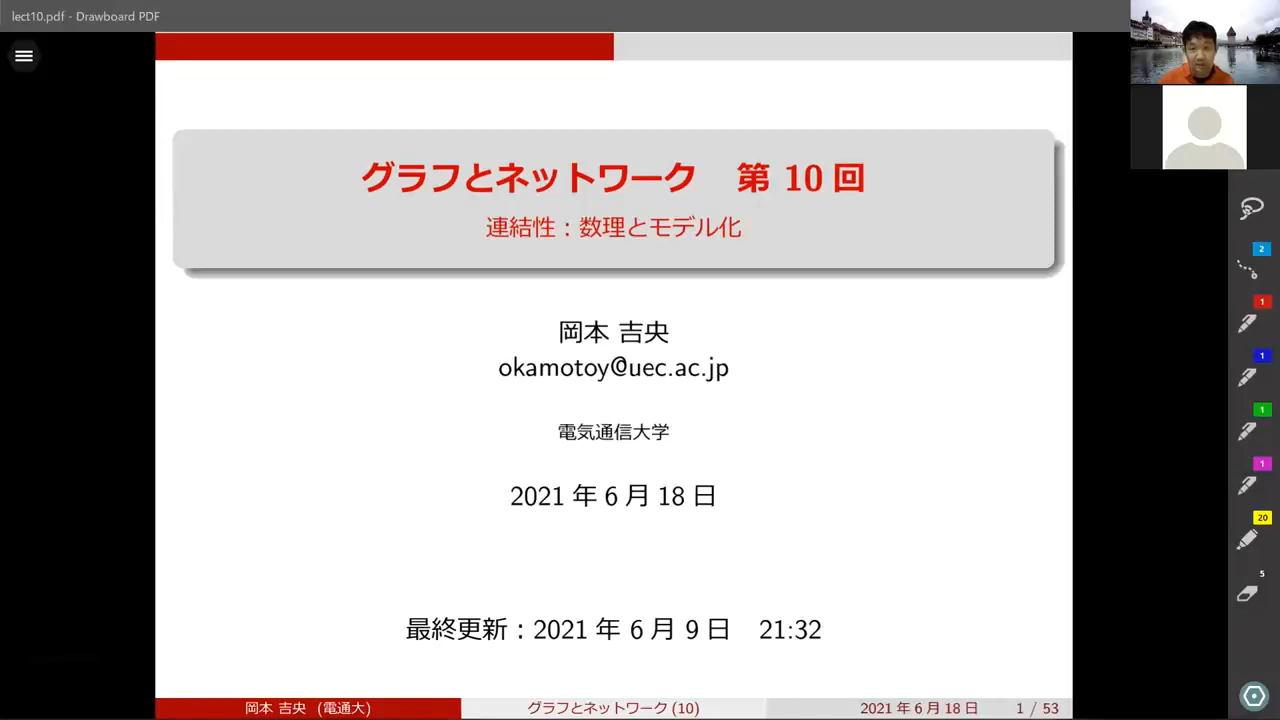 lect10.pdf - Drawboard PDF
グラフとネットワーク 第 10 回
連結性：数理とモデル化
岡本 吉央
okamotoy@uec.ac.jp
電気通信大学
2021 年 6 月 18 日
最終更新：2021 年 6 月 9 日 21:32
岡本 吉央 (電通大)
グラフとネットワーク (10)
2021 年 6 月 18 日
1 / 53
2
1
1
1
1
20
5